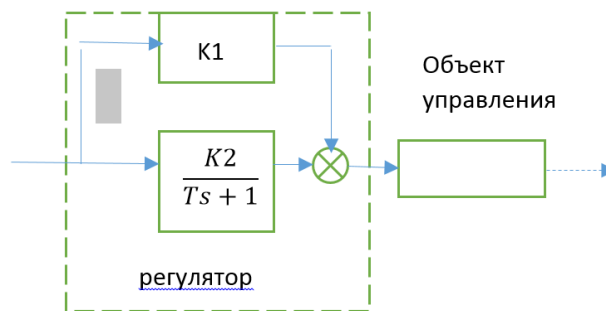 K1
Объект
управления
K2
Ts + 1
регулятор